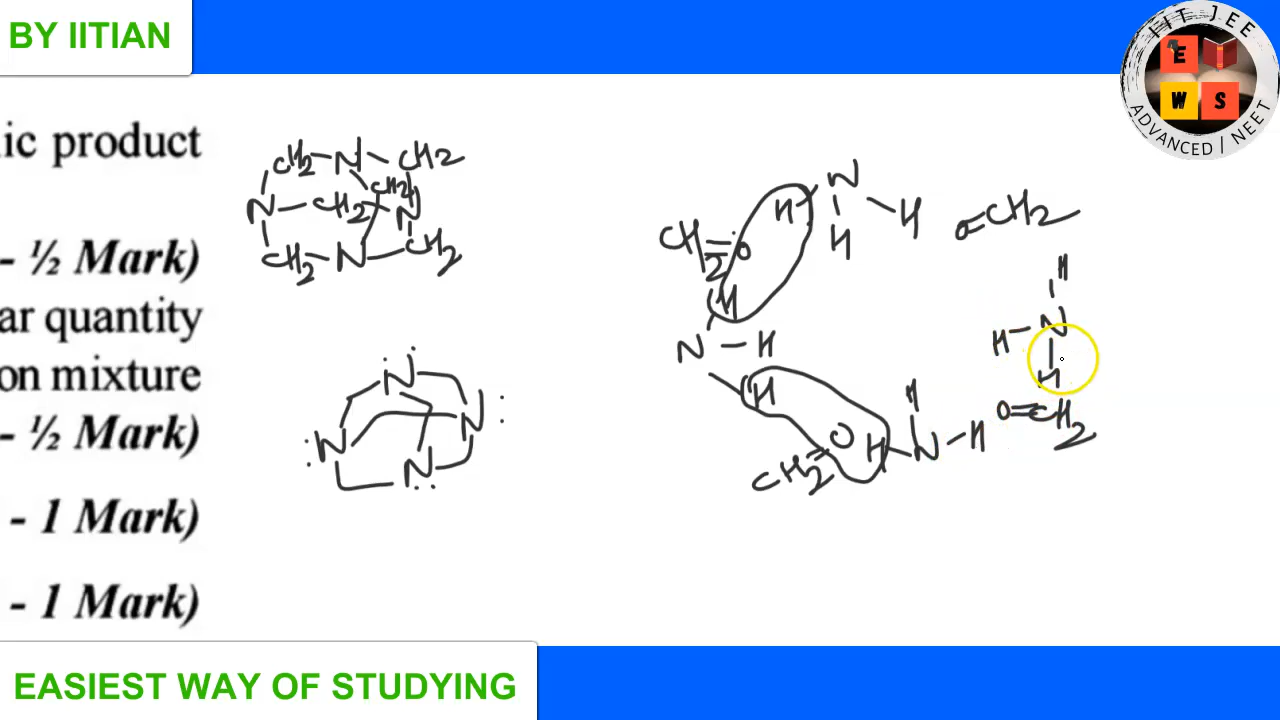 BY IITIAN
IIT JEE
E
W S
ADVANCED | NEET
ic product
- ½ Mark)
ar quantity
on mixture
- ½ Mark)
- 1 Mark)
- 1 Mark)
CH2-N-CH2
CH2
N-CH2-N
CH2-N-CH2
N
N N
N
H N
H H
O=CH2
CH2=O
H
N-H
H
CH2=O
H
H N-H
H
H-N
H
O=CH2
EASIEST WAY OF STUDYING